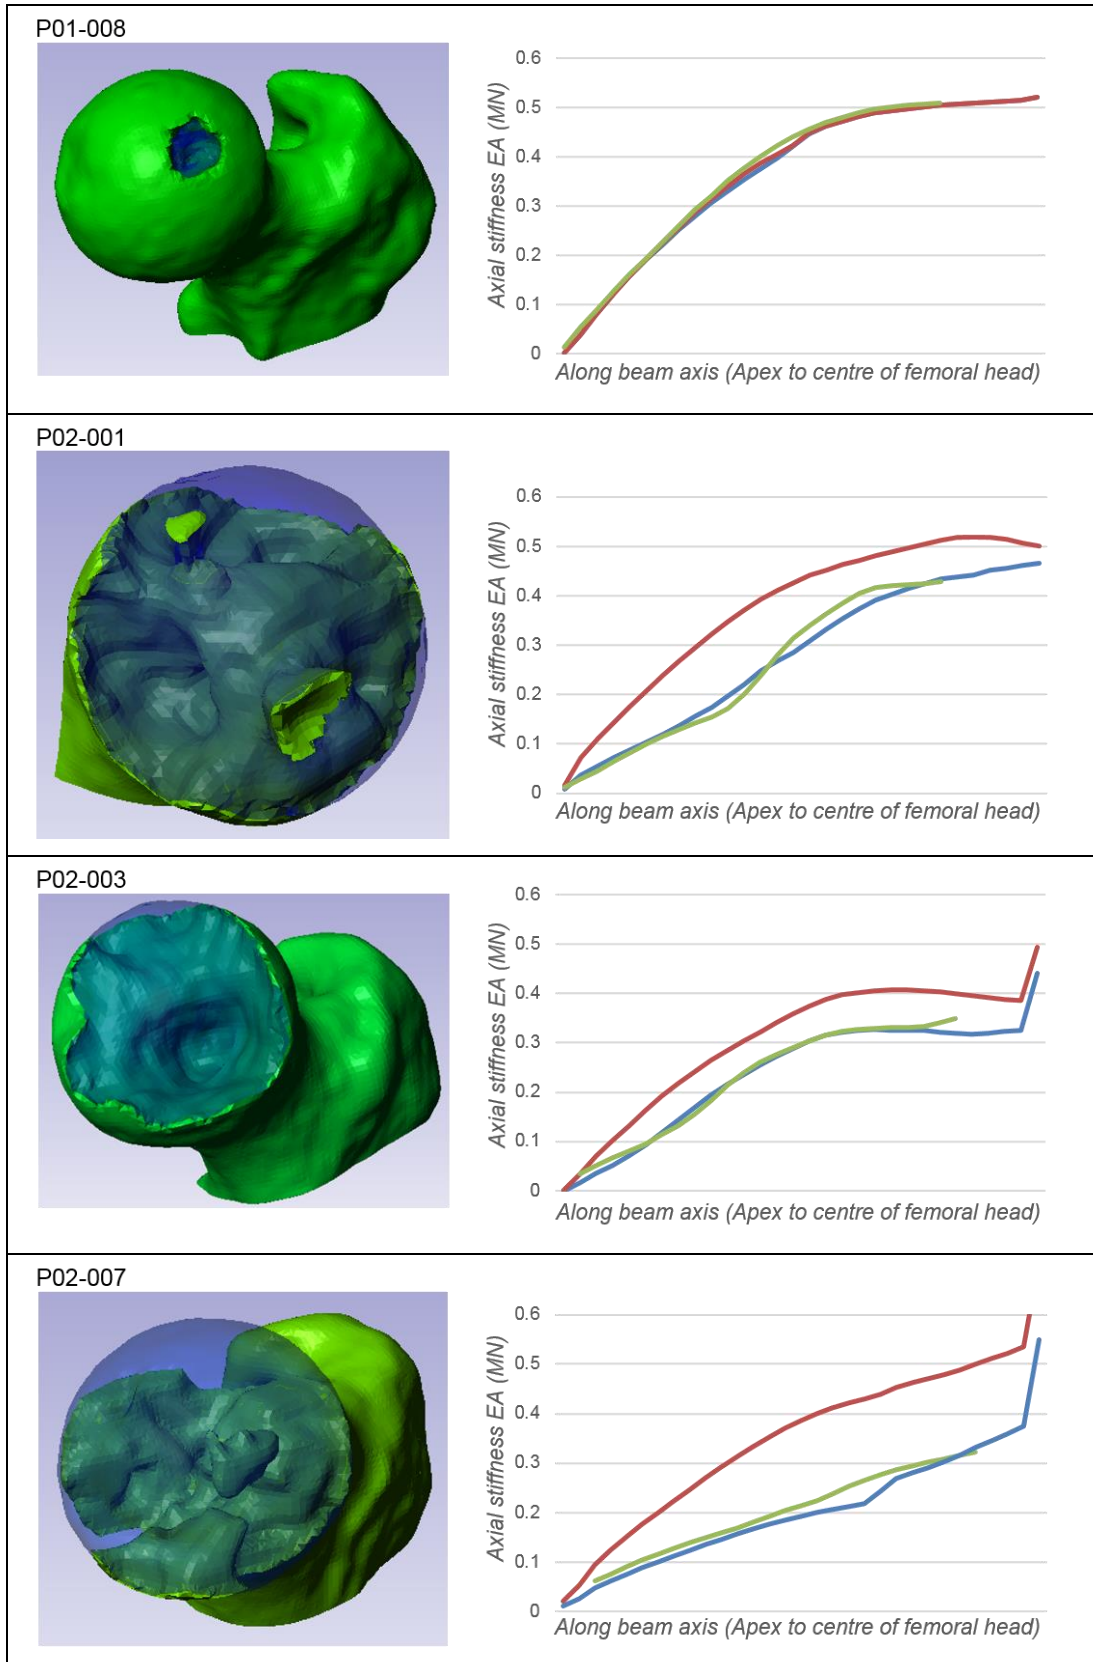 P01-008
Axial stiffness EA (MN)
0.6
0.5
0.4
0.3
0.2
0.1
0
Along beam axis (Apex to centre of femoral head)
P02-001
Axial stiffness EA (MN)
0.6
0.5
0.4
0.3
0.2
0.1
0
Along beam axis (Apex to centre of femoral head)
P02-003
Axial stiffness EA (MN)
0.6
0.5
0.4
0.3
0.2
0.1
0
Along beam axis (Apex to centre of femoral head)
P02-007
Axial stiffness EA (MN)
0.6
0.5
0.4
0.3
0.2
0.1
0
Along beam axis (Apex to centre of femoral head)